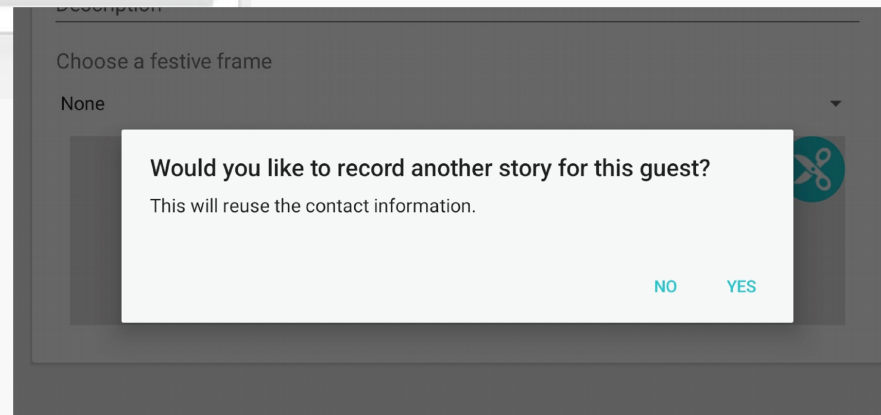 Description
Choose a festive frame
None
Would you like to record another story for this guest?
This will reuse the contact information.
NO YES